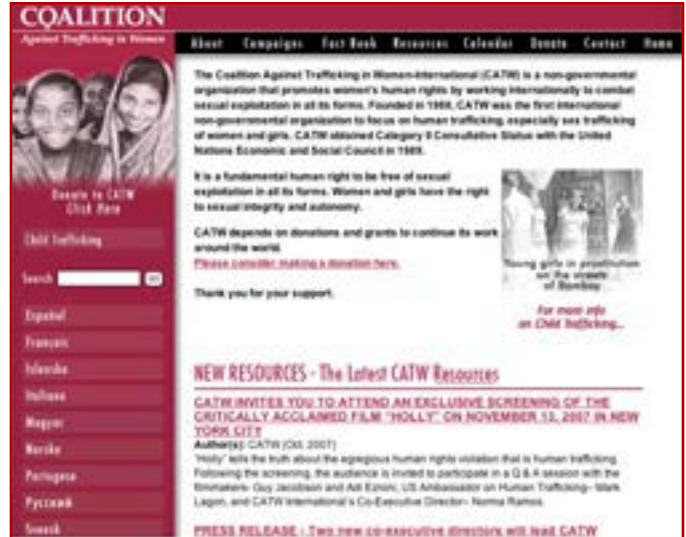 COALITION
Against Trafficking in Women
About Campaigns Fact Book Resources Calendar Donate Contact Home
The Coalition Against Trafficking in Women-International (CATW) is a non-governmental
organization that promotes women's human rights by working internationally to combat
sexual exploitation in all its forms. Founded in 1988, CATW was the first international
non-governmental organization to focus on human trafficking, especially sex trafficking
of women and girls. CATW obtained Category II Consultative Status with the United
Nations Economic and Social Council in 1989.
It is a fundamental human right to be free of sexual
exploitation in all its forms. Women and girls have the right
to sexual integrity and autonomy.
CATW depends on donations and grants to continue its work
around the world.
Please consider making a donation here.
Thank you for your support.
Young girls in prostitution
on the streets
of Bombay
For more info
on Child Trafficking...
Donate to CATW
Click Here
Child Trafficking
Search
Español
Français
Islenska
Italiano
Magyar
Norsko
Portugese
Русский
Svensk
NEW RESOURCES - The Latest CATW Resources
CATW INVITES YOU TO ATTEND AN EXCLUSIVE SCREENING OF THE
CRITICALLY ACCLAIMED FILM "HOLLY" ON NOVEMBER 13, 2007 IN NEW
YORK CITY
Author(s): CATW (Oct. 2007)
"Holly" tells the truth about the egregious human rights violation that is human trafficking.
Following the screening, the audience is invited to participate in a Q & A session with the
filmmakers- Guy Jacobson and Adi Ezroni, US Ambassador on Human Trafficking- Mark
Lagon, and CATW International's Co-Executive Director- Norma Ramos.
PRESS RELEASE - Two new co-executive directors will lead CATW